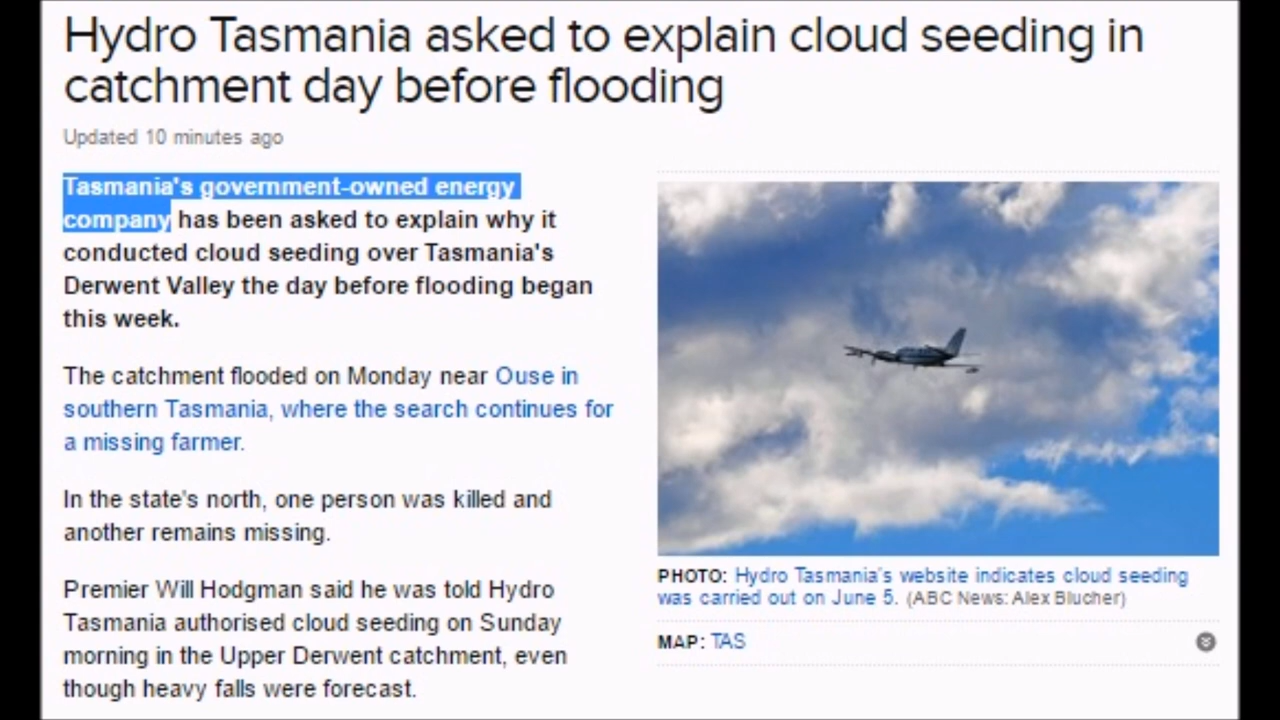 Hydro Tasmania asked to explain cloud seeding in
catchment day before flooding
Updated 10 minutes ago
Tasmania's government-owned energy
company has been asked to explain why it
conducted cloud seeding over Tasmania's
Derwent Valley the day before flooding began
this week.
The catchment flooded on Monday near Ouse in
southern Tasmania, where the search continues for
a missing farmer.
In the state's north, one person was killed and
another remains missing.
Premier Will Hodgman said he was told Hydro
Tasmania authorised cloud seeding on Sunday
morning in the Upper Derwent catchment, even
though heavy falls were forecast.
PHOTO: Hydro Tasmania's website indicates cloud seeding
was carried out on June 5. (ABC News: Alex Blucher)
MAP: TAS